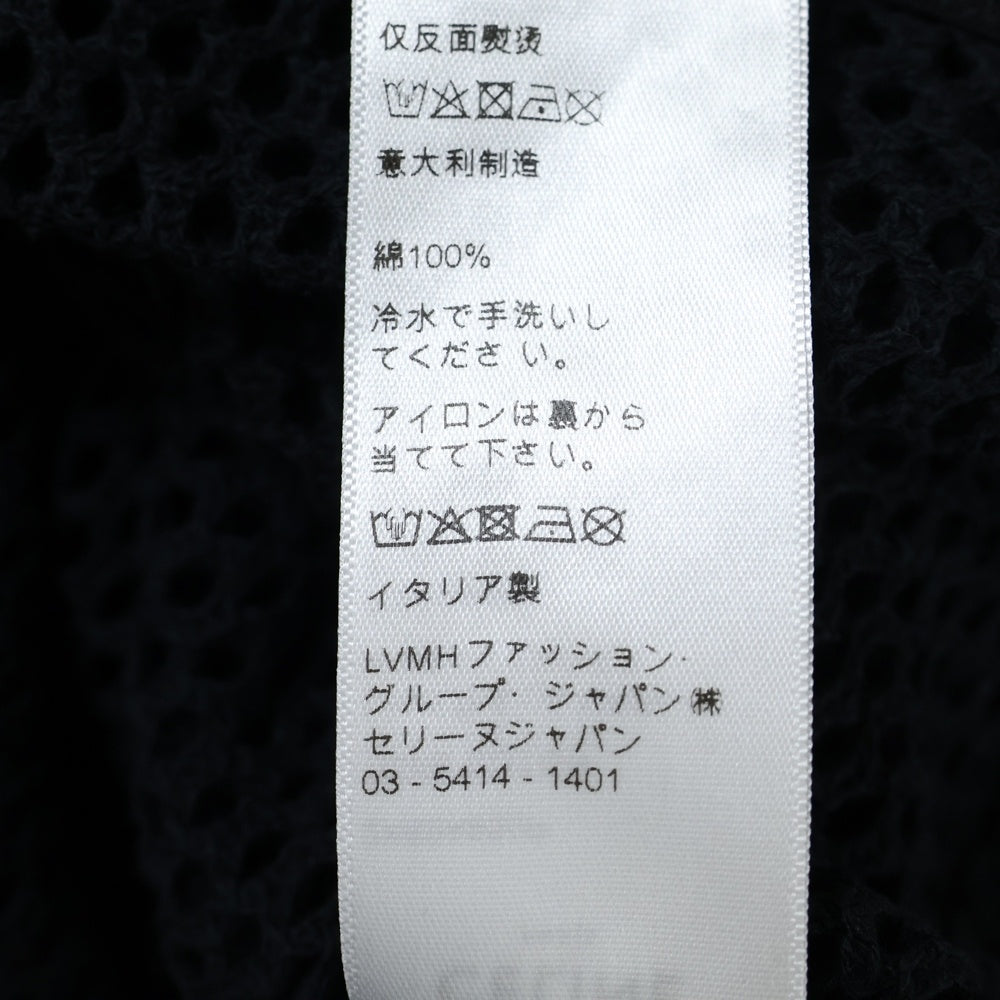 仅反面熨烫
意大利制造
綿100%
冷水で手洗いし
てください。
アイロンは裏から
当てて下さい。
イタリア製
LVMHファッション·
グループ· ジャパン㈱
セリーヌジャパン
03 - 5414 - 1401